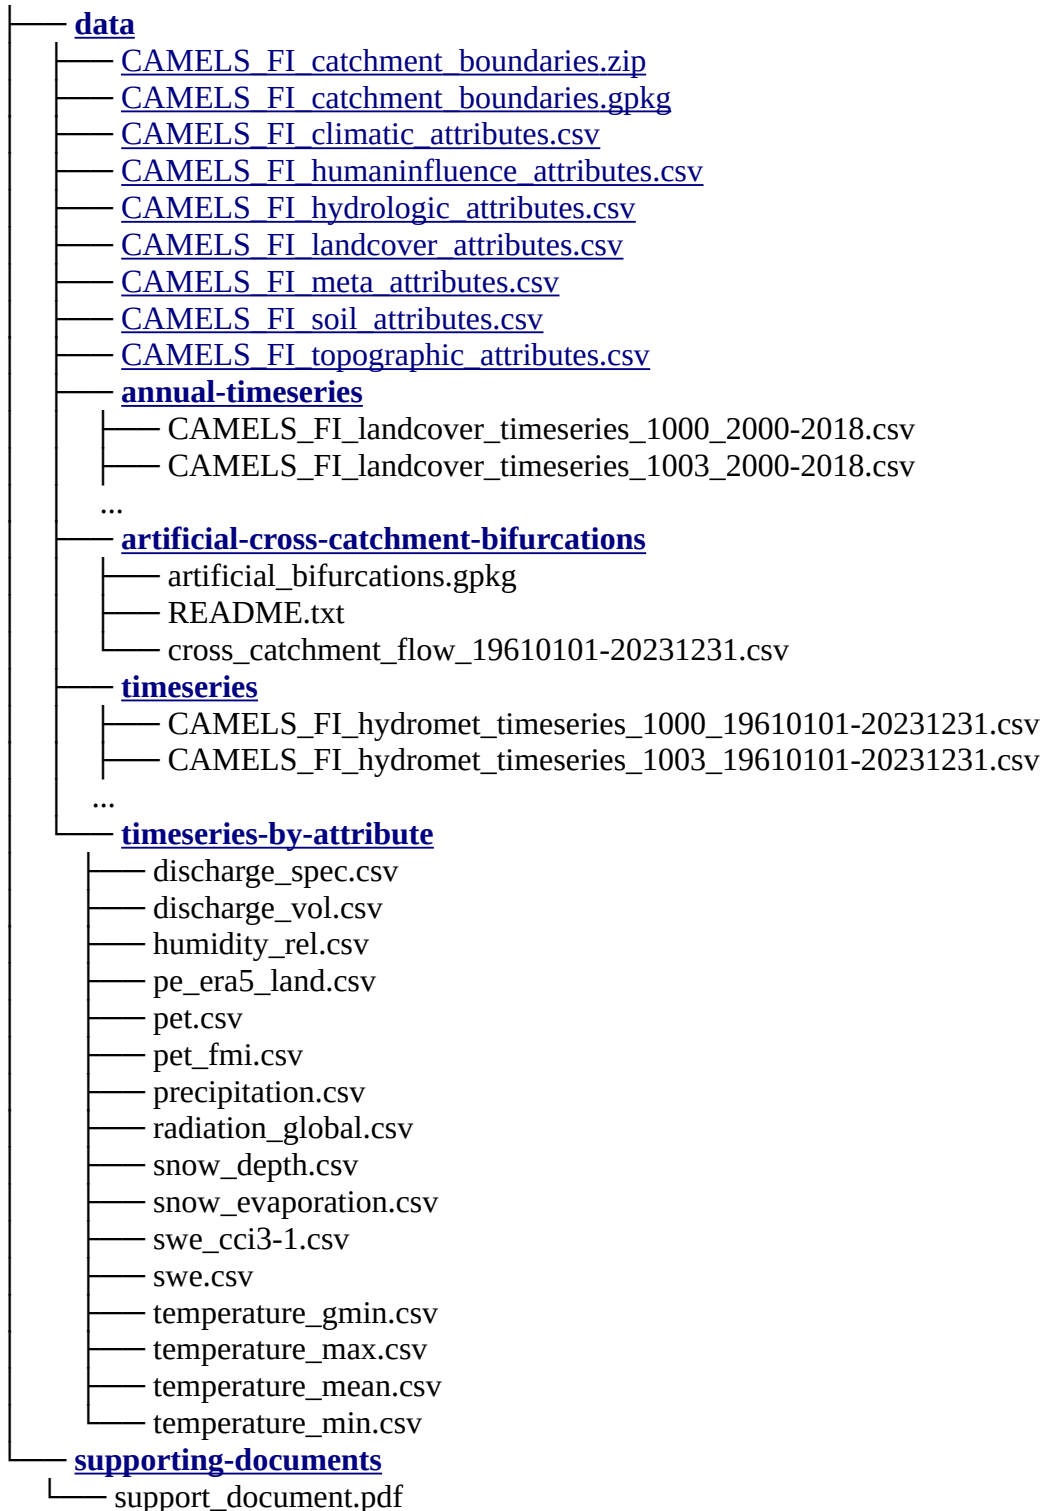 data
CAMELS_FI_catchment_boundaries.zip
CAMELS_FI_catchment_boundaries.gpkg
CAMELS_FI_climatic_attributes.csv
CAMELS_FI_humaninfluence_attributes.csv
CAMELS_FI_hydrologic_attributes.csv
CAMELS_FI_landcover_attributes.csv
CAMELS_FI_meta_attributes.csv
CAMELS_FI_soil_attributes.csv
CAMELS_FI_topographic_attributes.csv
annual-timeseries
CAMELS_FI_landcover_timeseries_1000_2000-2018.csv
CAMELS_FI_landcover_timeseries_1003_2000-2018.csv
...
artificial-cross-catchment-bifurcations
artificial_bifurcations.gpkg
README.txt
cross_catchment_flow_19610101-20231231.csv
timeseries
CAMELS_FI_hydromet_timeseries_1000_19610101-20231231.csv
CAMELS_FI_hydromet_timeseries_1003_19610101-20231231.csv
...
timeseries-by-attribute
discharge_spec.csv
discharge_vol.csv
humidity_rel.csv
pe_era5_land.csv
pet.csv
pet_fmi.csv
precipitation.csv
radiation_global.csv
snow_depth.csv
snow_evaporation.csv
swe_cci3-1.csv
swe.csv
temperature_gmin.csv
temperature_max.csv
temperature_mean.csv
temperature_min.csv
supporting-documents
support_document.pdf